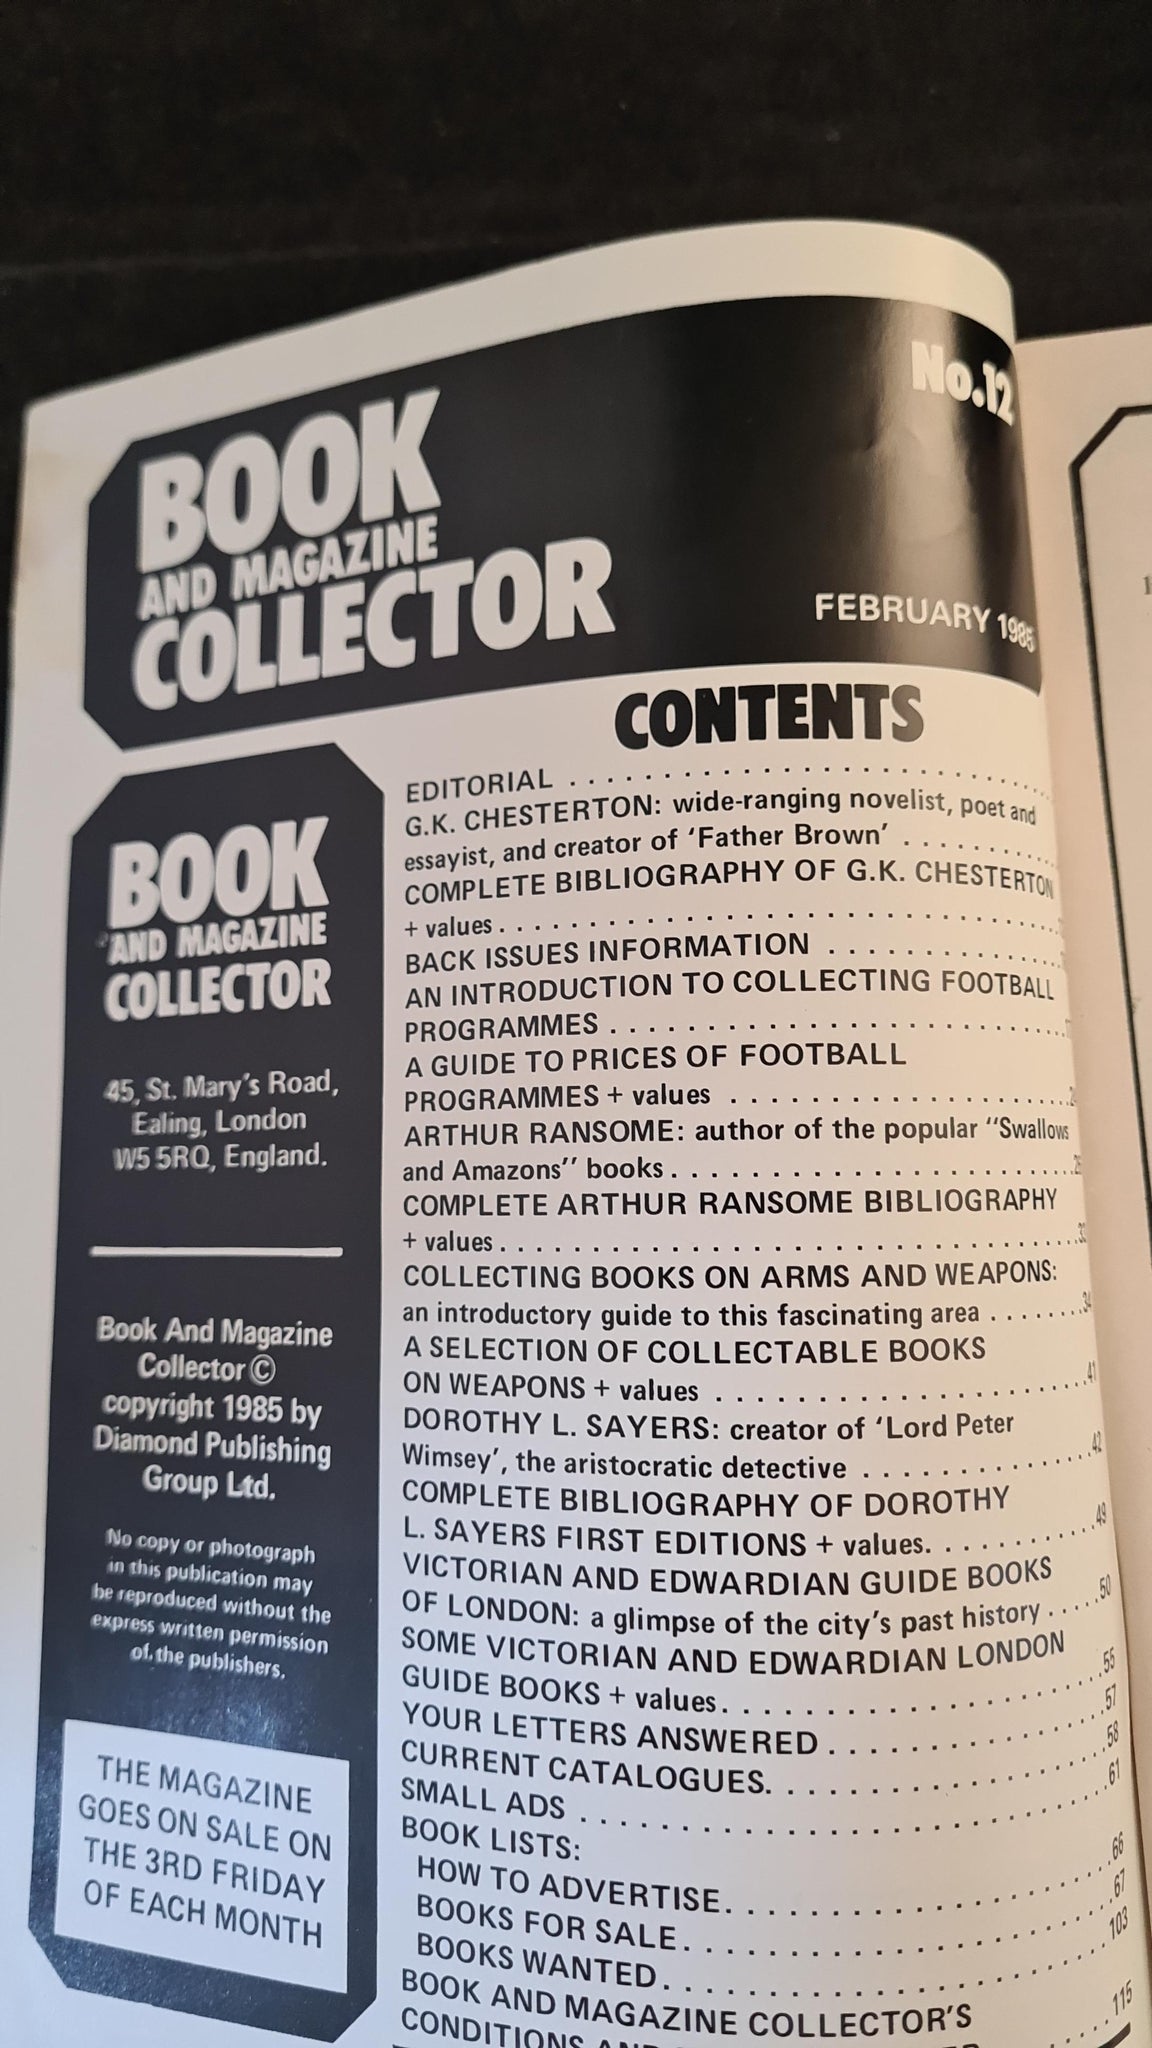 BOOK
AND MAGAZINE
COLLECTOR
No.12
FEBRUARY 1985
BOOK
AND MAGAZINE
COLLECTOR
45, St. Mary's Road,
Ealing, London
W5 5RQ, England.
Book And Magazine
Collector ©
copyright 1985 by
Diamond Publishing
Group Ltd.
No copy or photograph
in this publication may
be reproduced without the
express written permission
of the publishers.
THE MAGAZINE
GOES ON SALE ON
THE 3RD FRIDAY
OF EACH MONTH
CONTENTS
EDITORIAL . . . . . . . . . . . . . . . . . . . . . . . . . .
G.K. CHESTERTON: wide-ranging novelist, poet and
essayist, and creator of 'Father Brown' . . . . . . . . . .
COMPLETE BIBLIOGRAPHY OF G.K. CHESTERTON
+ values . . . . . . . . . . . . . . . . . . . . . . . . . . . . .
BACK ISSUES INFORMATION . . . . . . . . . . . . .
AN INTRODUCTION TO COLLECTING FOOTBALL
PROGRAMMES . . . . . . . . . . . . . . . . . . . . . . . .
A GUIDE TO PRICES OF FOOTBALL
PROGRAMMES + values . . . . . . . . . . . . . . . . . . .
ARTHUR RANSOME: author of the popular "Swallows
and Amazons" books . . . . . . . . . . . . . . . . . . . . .
COMPLETE ARTHUR RANSOME BIBLIOGRAPHY
+ values . . . . . . . . . . . . . . . . . . . . . . . . . . . . .
COLLECTING BOOKS ON ARMS AND WEAPONS:
an introductory guide to this fascinating area . . . . . . . . 34
A SELECTION OF COLLECTABLE BOOKS
ON WEAPONS + values . . . . . . . . . . . . . . . . . . . 41
DOROTHY L. SAYERS: creator of 'Lord Peter
Wimsey', the aristocratic detective . . . . . . . . . . . . . 42
COMPLETE BIBLIOGRAPHY OF DOROTHY
L. SAYERS FIRST EDITIONS + values. . . . . . . . . . 49
VICTORIAN AND EDWARDIAN GUIDE BOOKS
OF LONDON: a glimpse of the city's past history . . . . . 50
SOME VICTORIAN AND EDWARDIAN LONDON
GUIDE BOOKS + values. . . . . . . . . . . . . . . . . . . 55
YOUR LETTERS ANSWERED . . . . . . . . . . . . . . 57
CURRENT CATALOGUES. . . . . . . . . . . . . . . . . 58
SMALL ADS . . . . . . . . . . . . . . . . . . . . . . . . . . 61
BOOK LISTS:
HOW TO ADVERTISE. . . . . . . . . . . . . . . . . . . 66
BOOKS FOR SALE. . . . . . . . . . . . . . . . . . . . . 67
BOOKS WANTED. . . . . . . . . . . . . . . . . . . . . . 103
BOOK AND MAGAZINE COLLECTOR'S
CONDITIONS AND . . . . . 115